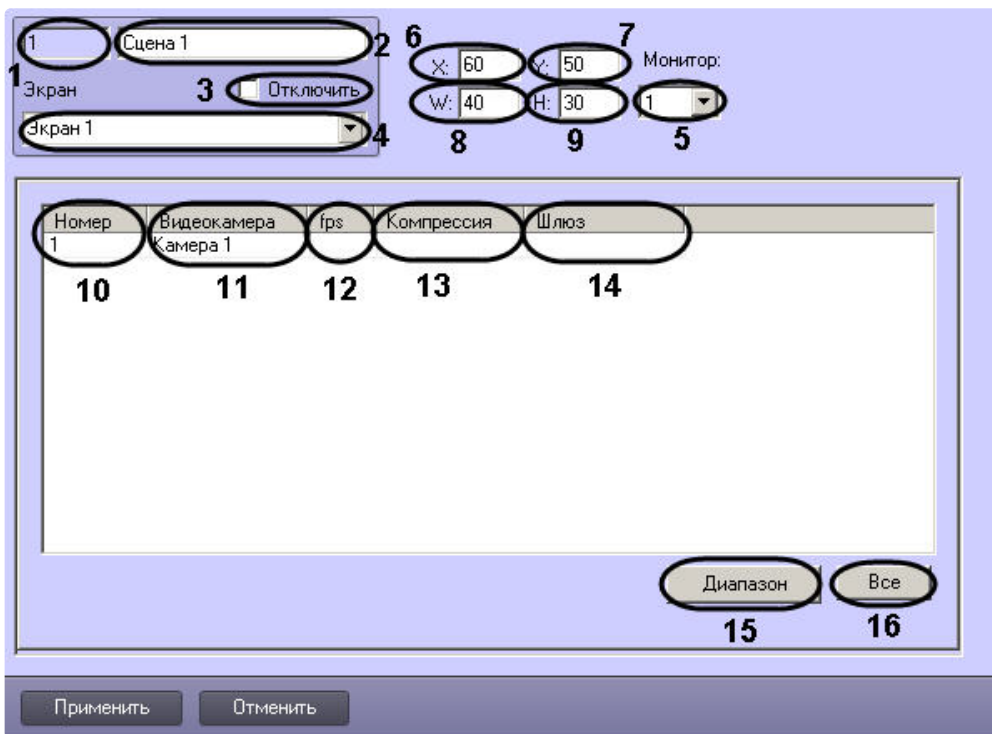 1 Сцена 1 2 6 7
1 X: 60 Y: 50 Монитор:
Экран 3 Отключить W: 40 H: 30 1
Экран 1 4 8 9 5
Номер Видеокамера fps Компрессия Шлюз
1 Камера 1
10 11 12 13 14
Диапазон Все
15 16
Применить Отменить